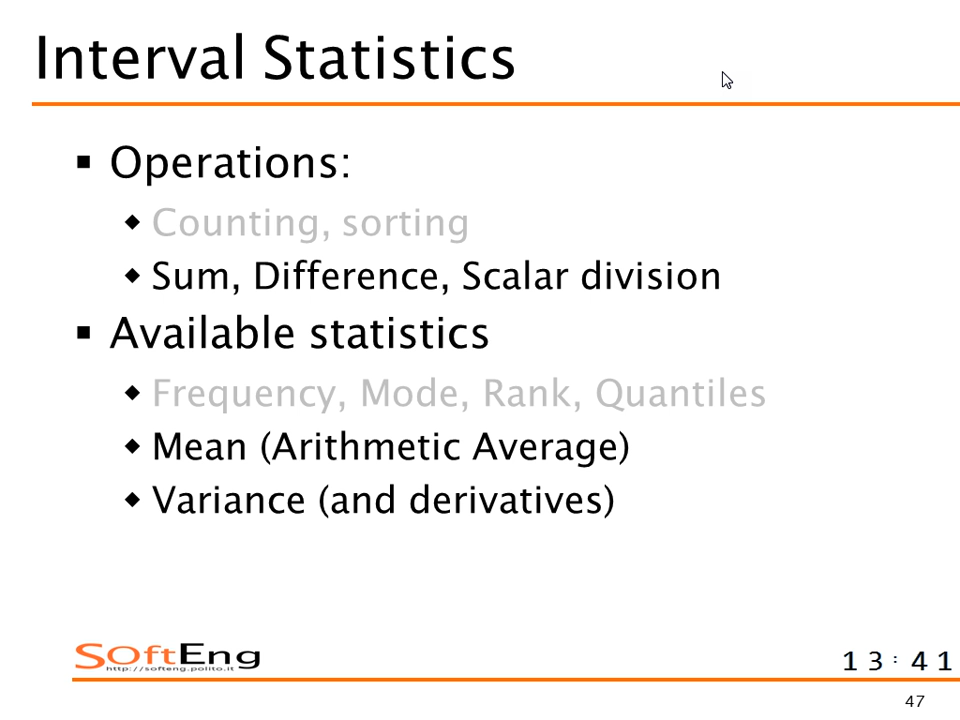 Interval Statistics
Operations:
Counting, sorting
Sum, Difference, Scalar division
Available statistics
Frequency, Mode, Rank, Quantiles
Mean (Arithmetic Average)
Variance (and derivatives)
SOftEng
http://softeng.polito.it
13:41
47